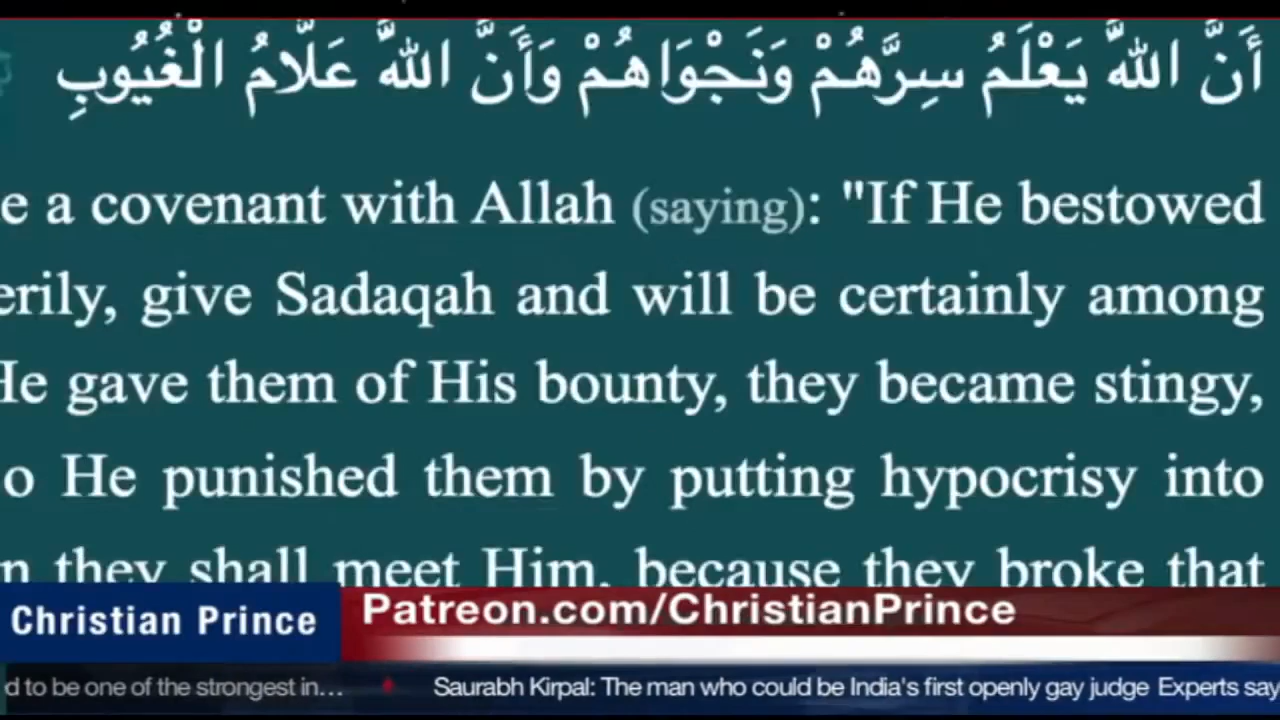 أَنَّ اللَّهَ يَعْلَمُ سِرَّهُمْ وَنَجْوَاهُمْ وَأَنَّ اللَّهَ عَلَّامُ الْغُيُوبِ
e a covenant with Allah (saying): "If He bestowed
erily, give Sadaqah and will be certainly among
He gave them of His bounty, they became stingy,
o He punished them by putting hypocrisy into
n they shall meet Him, because they broke that
Christian Prince
Patreon.com/ChristianPrince
d to be one of the strongest in... Saurabh Kirpal: The man who could be India's first openly gay judge Experts say